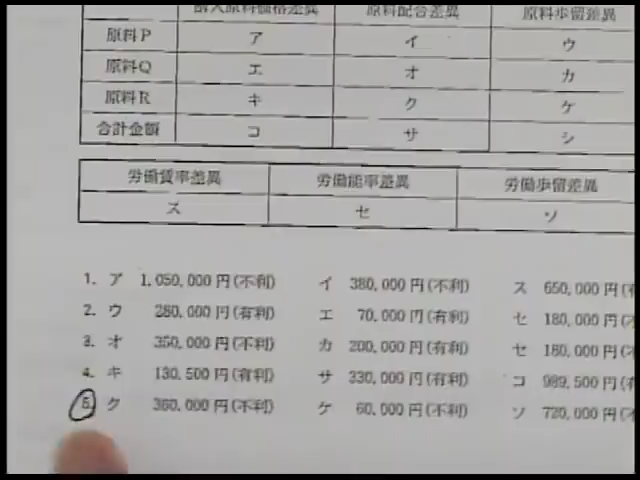 購入原料価格差異 原料配合差異 原料歩留差異
原料P ア イ ウ
原料Q エ オ カ
原料R キ ク ケ
合計金額 コ サ シ
労働賃率差異 労働能率差異 労働歩留差異
ス セ ソ
1. ア 1,050,000円(不利) イ 380,000円(不利) ス 650,000円(
2. ウ 280,000円(有利) エ 70,000円(有利) セ 180,000円(
3. オ 350,000円(不利) カ 200,000円(有利) セ 180,000円(
4. キ 130,500円(有利) サ 330,000円(有利) コ 989,500円(
5. ク 360,000円(不利) ケ 60,000円(不利) ソ 720,000円(